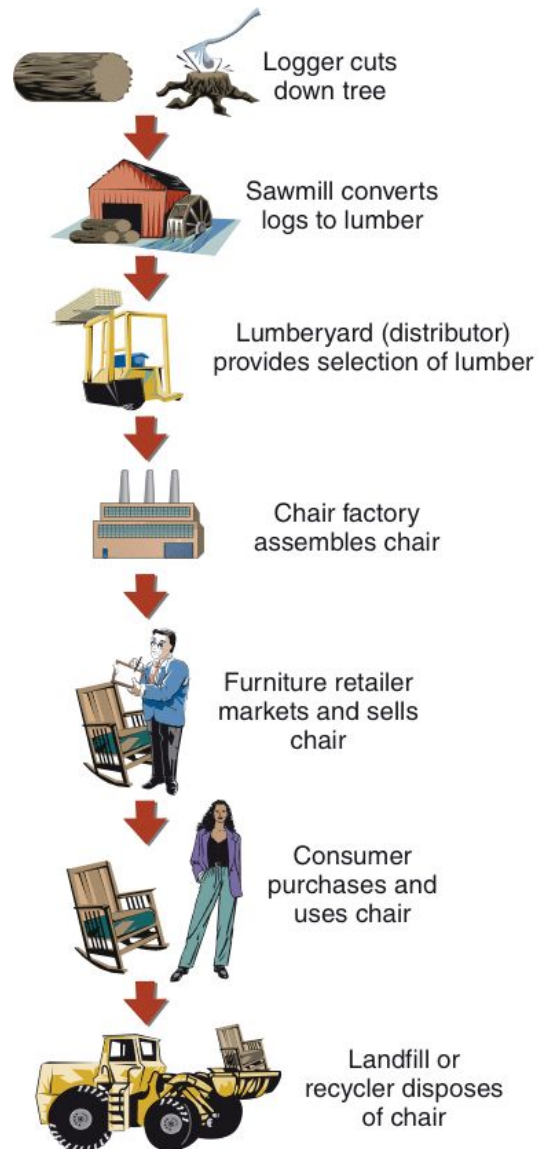 Logger cuts
down tree
Sawmill converts
logs to lumber
Lumberyard (distributor)
provides selection of lumber
Chair factory
assembles chair
Furniture retailer
markets and sells
chair
Consumer
purchases and
uses chair
Landfill or
recycler disposes
of chair